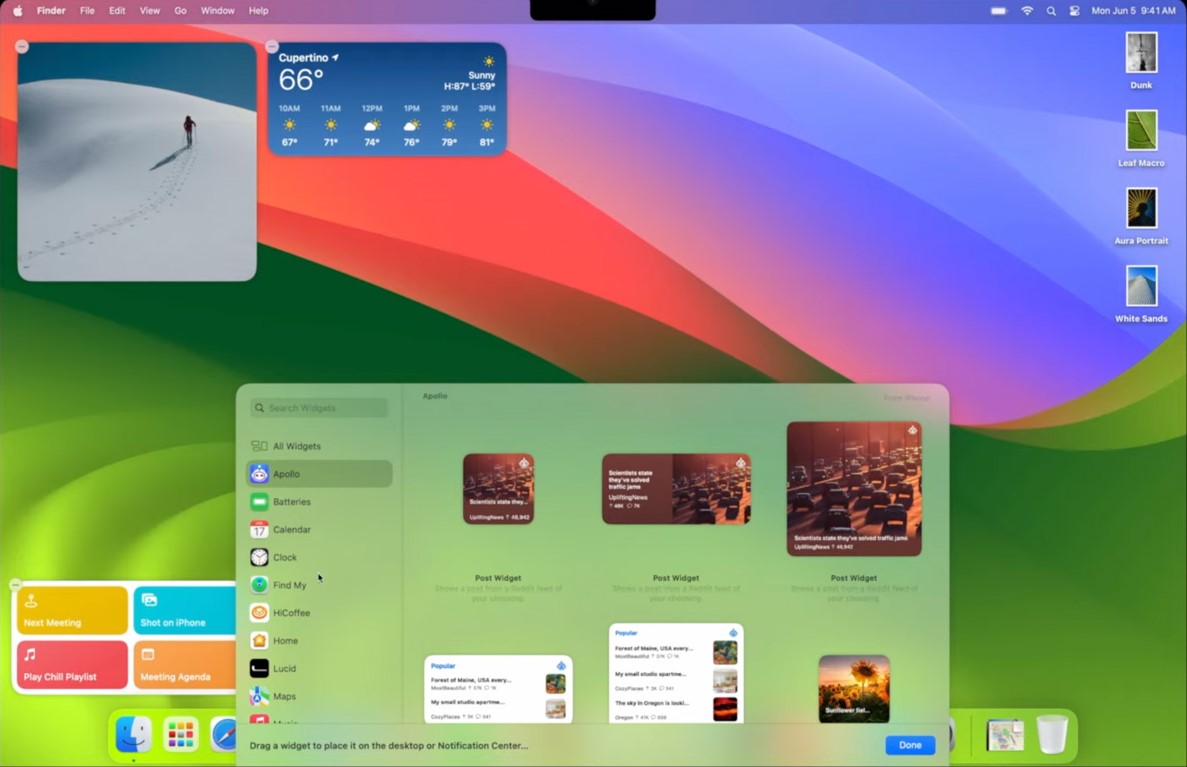 Finder File Edit View Go Window Help
Mon Jun 5 9:41 AM
Cupertino
66°
Sunny
H:87° L:59°
10AM 11AM 12PM 1PM 2PM 3PM
67° 71° 74° 76° 79° 81°
Dunk
Leaf Macro
Aura Portrait
White Sands
Next Meeting
Shot on iPhone
Play Chill Playlist
Meeting Agenda
Search Widgets
All Widgets
Apollo
Batteries
Calendar
17
Clock
Find My
HiCoffee
Home
Lucid
Maps
Music
Apollo
From iPhone
Scientists state they...
UpliftingNews ↑ 48,942
Scientists state
they've solved
traffic jams
UpliftingNews
↑ 48K 7K
Scientists state they've solved traffic jams
UpliftingNews ↑ 48,942
Post Widget
Shows a post from a Reddit feed of
your choosing.
Post Widget
Shows a post from a Reddit feed of
your choosing.
Post Widget
Shows a post from a Reddit feed of
your choosing.
Popular
Forest of Maine, USA every...
MostBeautiful ↑ 37K 1K
My small studio apartme...
CozyPlaces ↑ 3K 341
Popular
Forest of Maine, USA every...
MostBeautiful ↑ 37K 1K
My small studio apartme...
CozyPlaces ↑ 3K 341
The sky in Oregon is looki...
Oregon ↑ 41K
Sunflower fiel...
Drag a widget to place it on the desktop or Notification Center...
Done